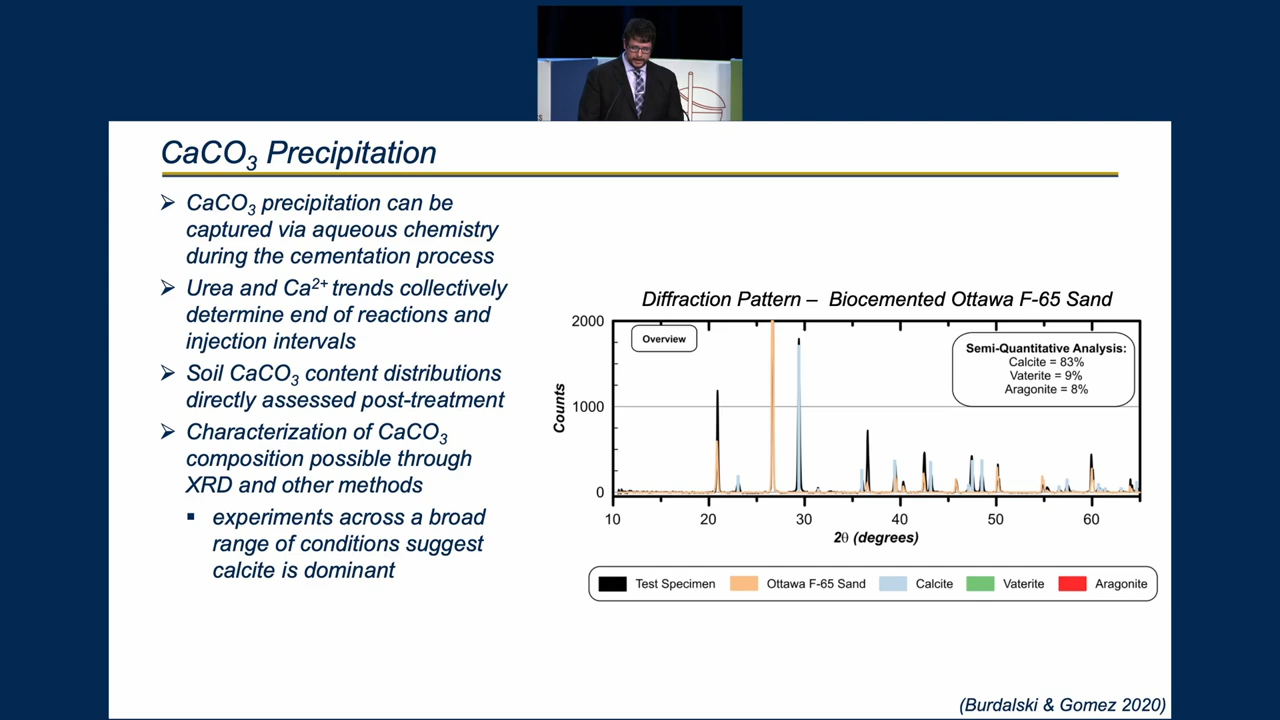 CaCO3 Precipitation
➢ CaCO3 precipitation can be
captured via aqueous chemistry
during the cementation process
➢ Urea and Ca2+ trends collectively
determine end of reactions and
injection intervals
➢ Soil CaCO3 content distributions
directly assessed post-treatment
➢ Characterization of CaCO3
composition possible through
XRD and other methods
▪ experiments across a broad
range of conditions suggest
calcite is dominant
Diffraction Pattern – Biocemented Ottawa F-65 Sand
Overview
Semi-Quantitative Analysis:
Calcite = 83%
Vaterite = 9%
Aragonite = 8%
Counts
2000
1000
0
10 20 30 40 50 60
2θ (degrees)
Test Specimen Ottawa F-65 Sand Calcite Vaterite Aragonite
(Burdalski & Gomez 2020)